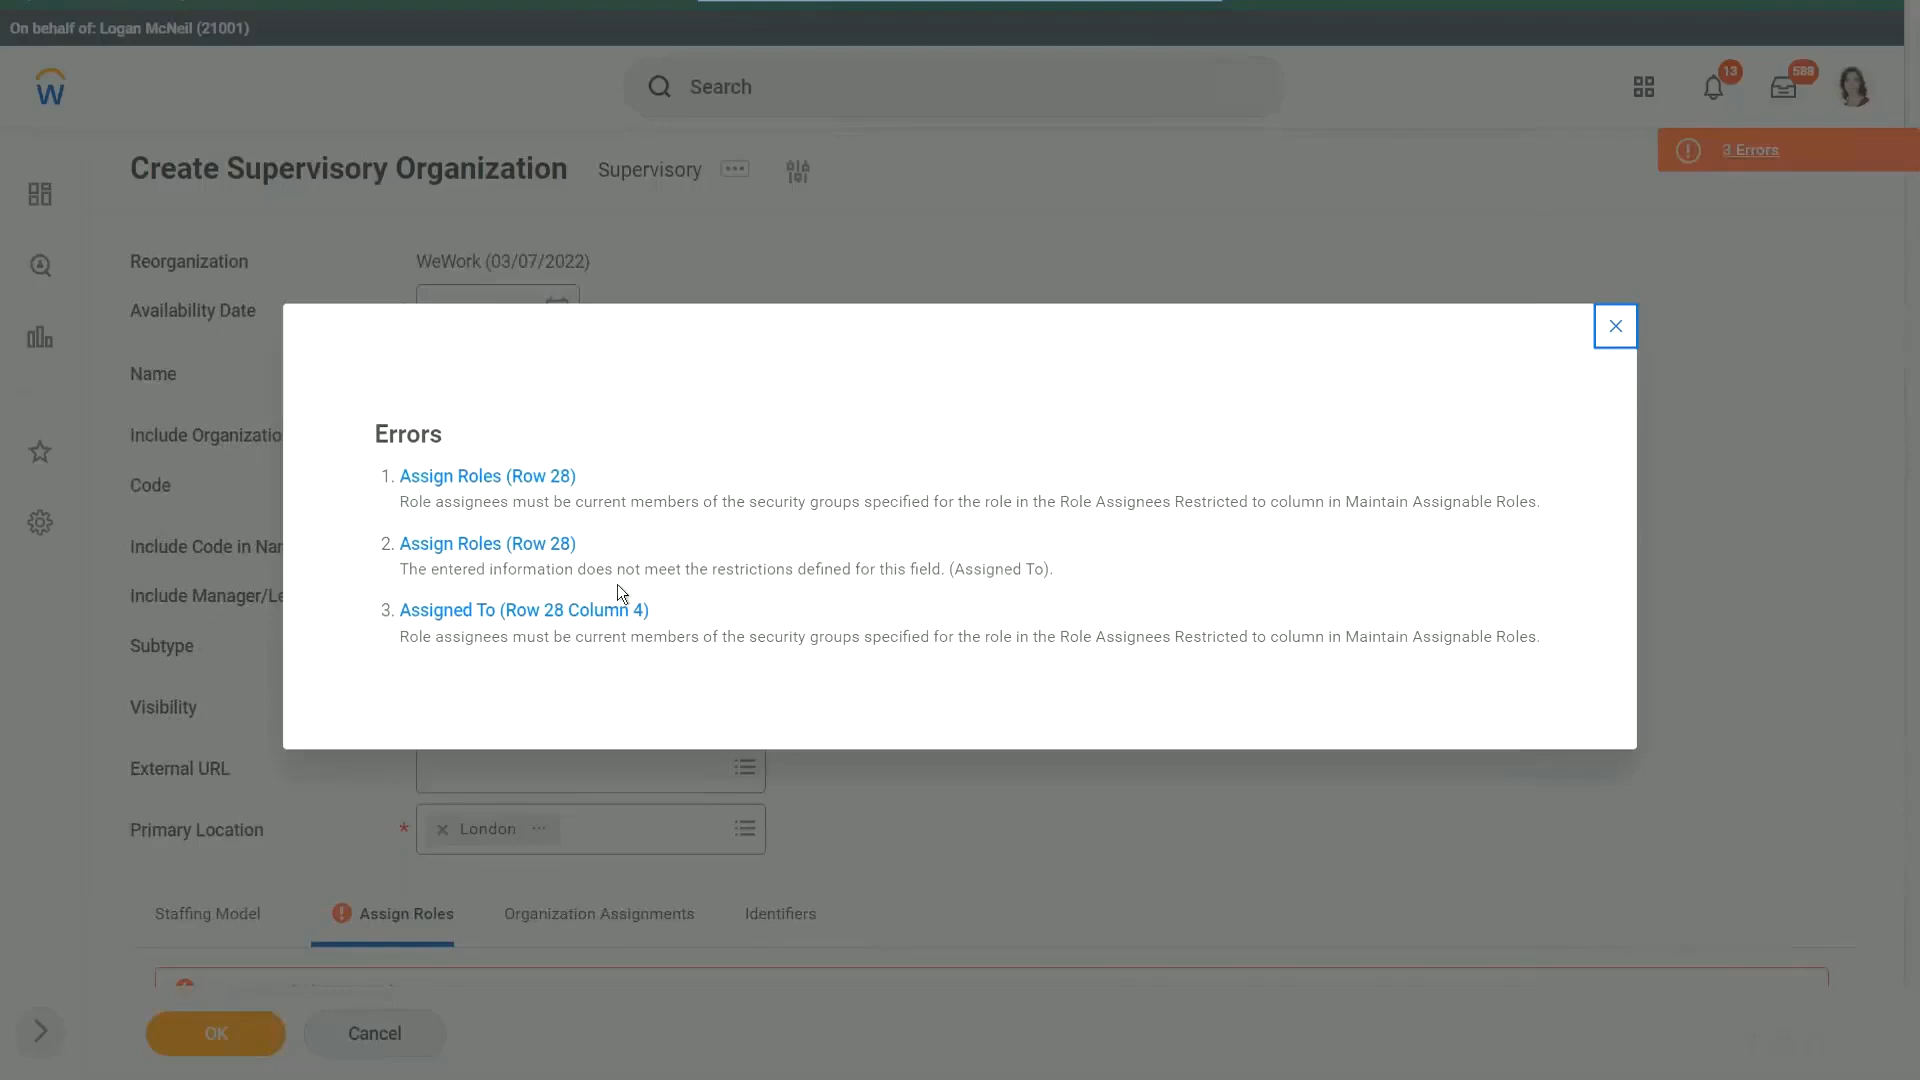 On behalf of: Logan McNeil (21001)
Search
13
588
3 Errors
Create Supervisory Organization
Supervisory
Reorganization
WeWork (03/07/2022)
Availability Date
Name
Include Organizatio
Code
Include Code in Nar
Include Manager/Le
Subtype
Visibility
External URL
Primary Location
*
London
Errors
1. Assign Roles (Row 28)
Role assignees must be current members of the security groups specified for the role in the Role Assignees Restricted to column in Maintain Assignable Roles.
2. Assign Roles (Row 28)
The entered information does not meet the restrictions defined for this field. (Assigned To).
3. Assigned To (Row 28 Column 4)
Role assignees must be current members of the security groups specified for the role in the Role Assignees Restricted to column in Maintain Assignable Roles.
Staffing Model
Assign Roles
Organization Assignments
Identifiers
OK
Cancel